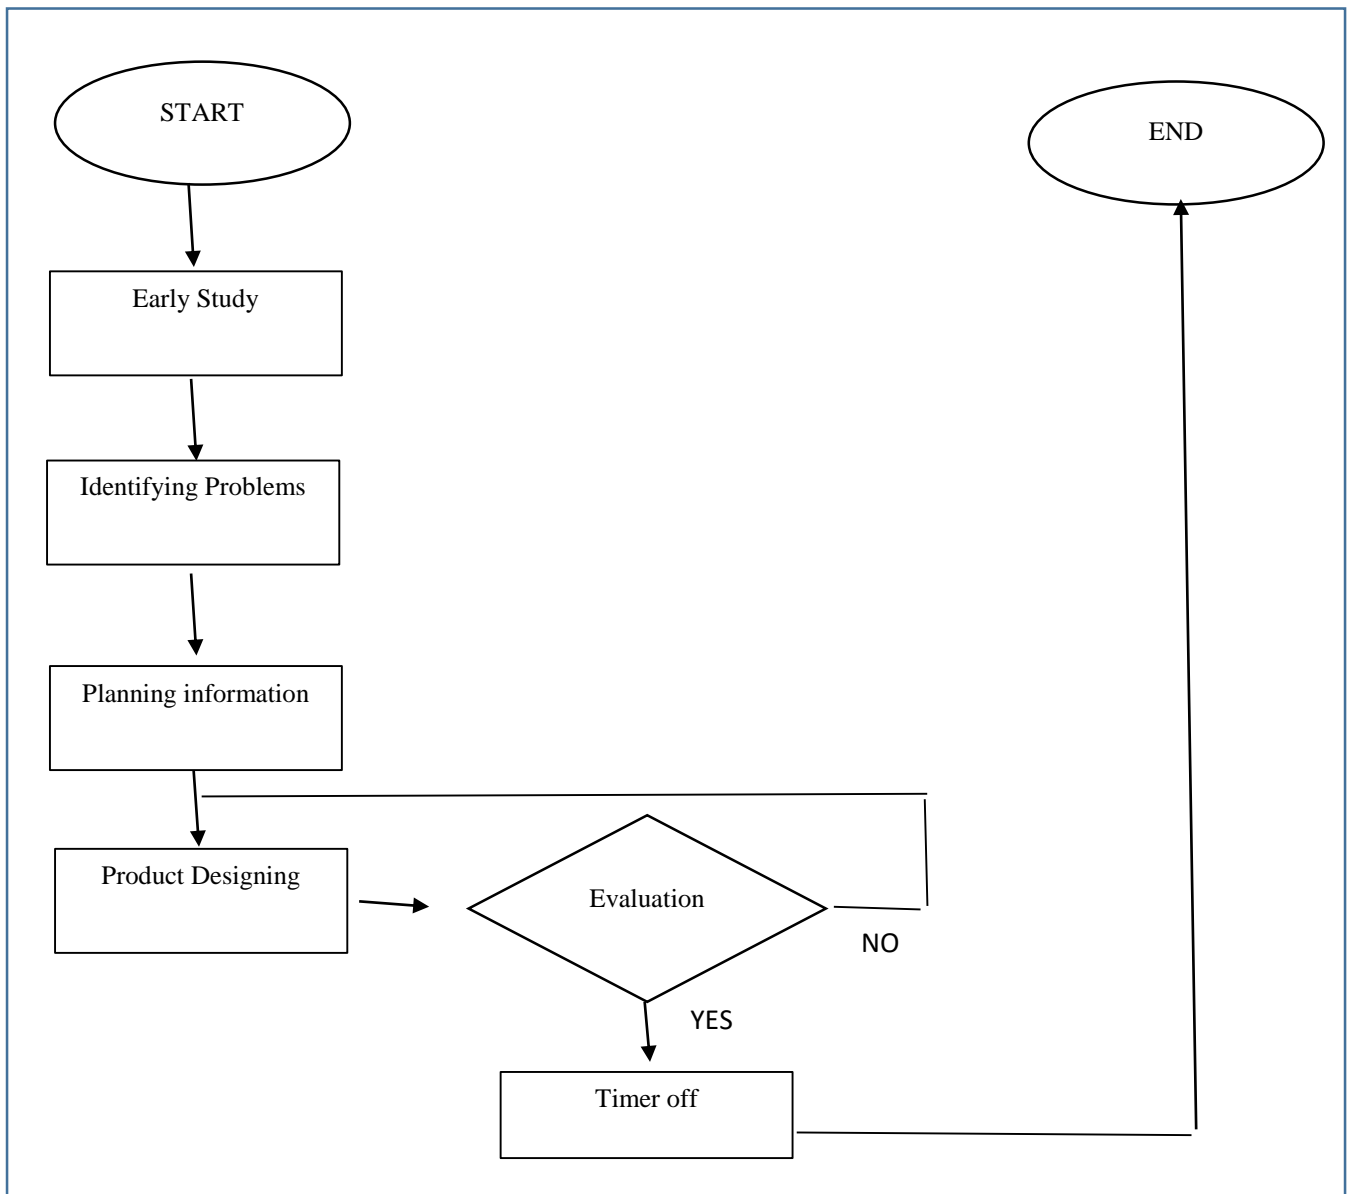 START
END
Early Study
Identifying Problems
Planning information
Product Designing
Evaluation
NO
YES
Timer off